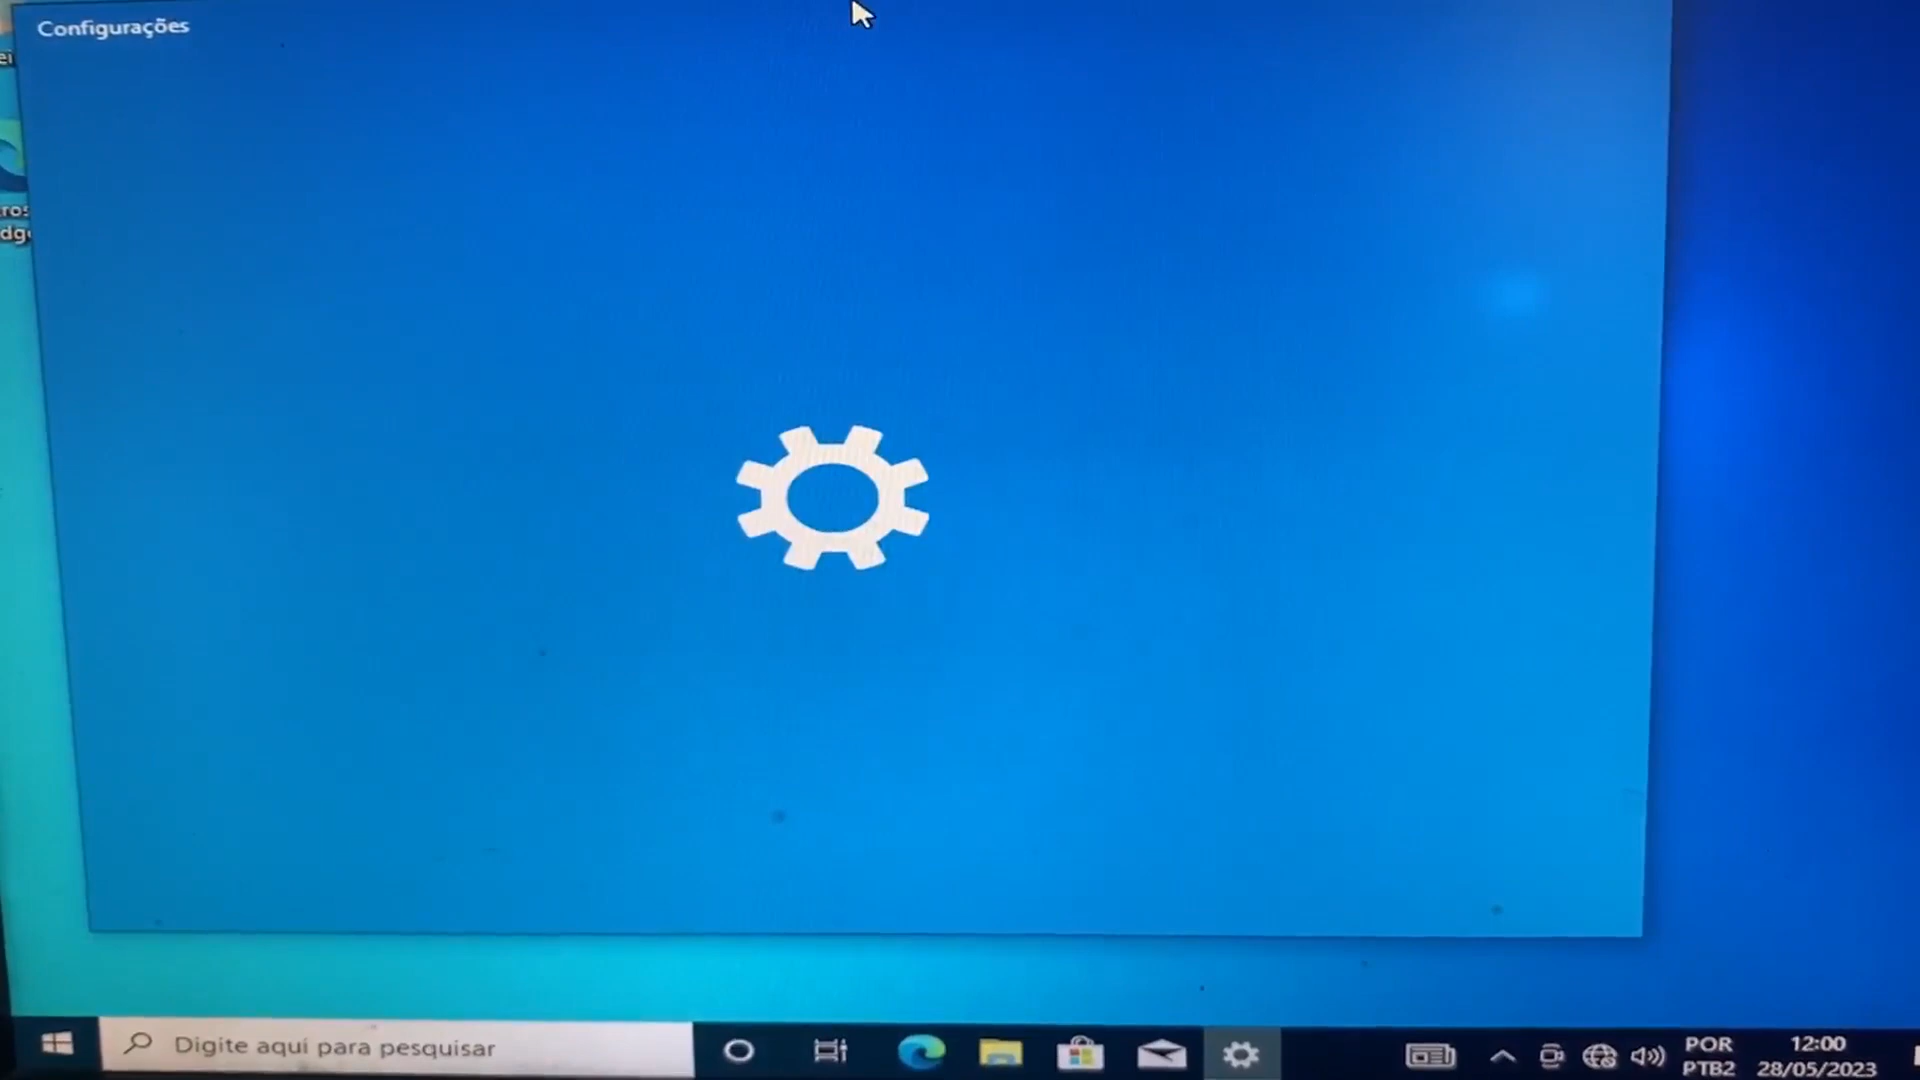 Configurações
Digite aqui para pesquisar
POR
PTB2
12:00
28/05/2023